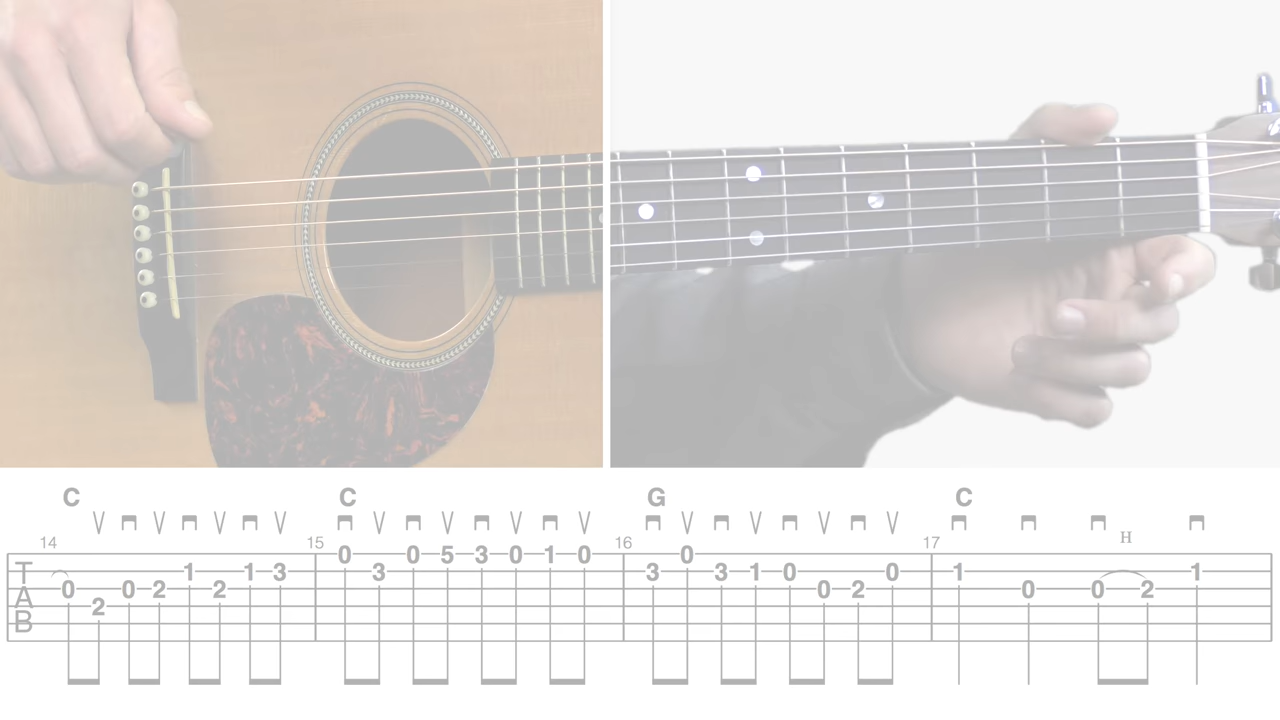 C C G C
14 15 16 17
H
T
A
B
0 3 0 5 3 0 1 0 0
1 1 3 3 3 1 0 0 1 1
0 0 2 2 0 2 0 0 2
2